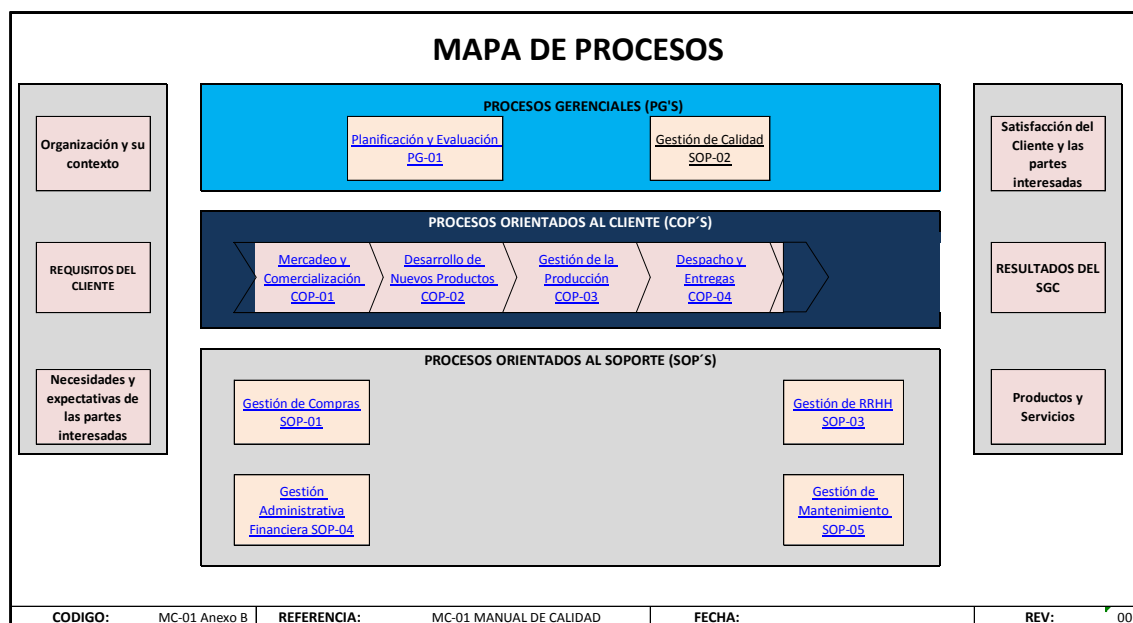 MAPA DE PROCESOS
Organización y su
contexto
REQUISITOS DEL
CLIENTE
Necesidades y
expectativas de
las partes
interesadas
PROCESOS GERENCIALES (PG'S)
Planificación y Evaluación
PG-01
Gestión de Calidad
SOP-02
PROCESOS ORIENTADOS AL CLIENTE (COP´S)
Mercadeo y
Comercialización
COP-01
Desarrollo de
Nuevos Productos
COP-02
Gestión de la
Producción
COP-03
Despacho y
Entregas
COP-04
PROCESOS ORIENTADOS AL SOPORTE (SOP´S)
Gestión de Compras
SOP-01
Gestión de RRHH
SOP-03
Gestión
Administrativa
Financiera SOP-04
Gestión de
Mantenimiento
SOP-05
Satisfacción del
Cliente y las
partes
interesadas
RESULTADOS DEL
SGC
Productos y
Servicios
CODIGO: MC-01 Anexo B REFERENCIA: MC-01 MANUAL DE CALIDAD FECHA: REV: 00